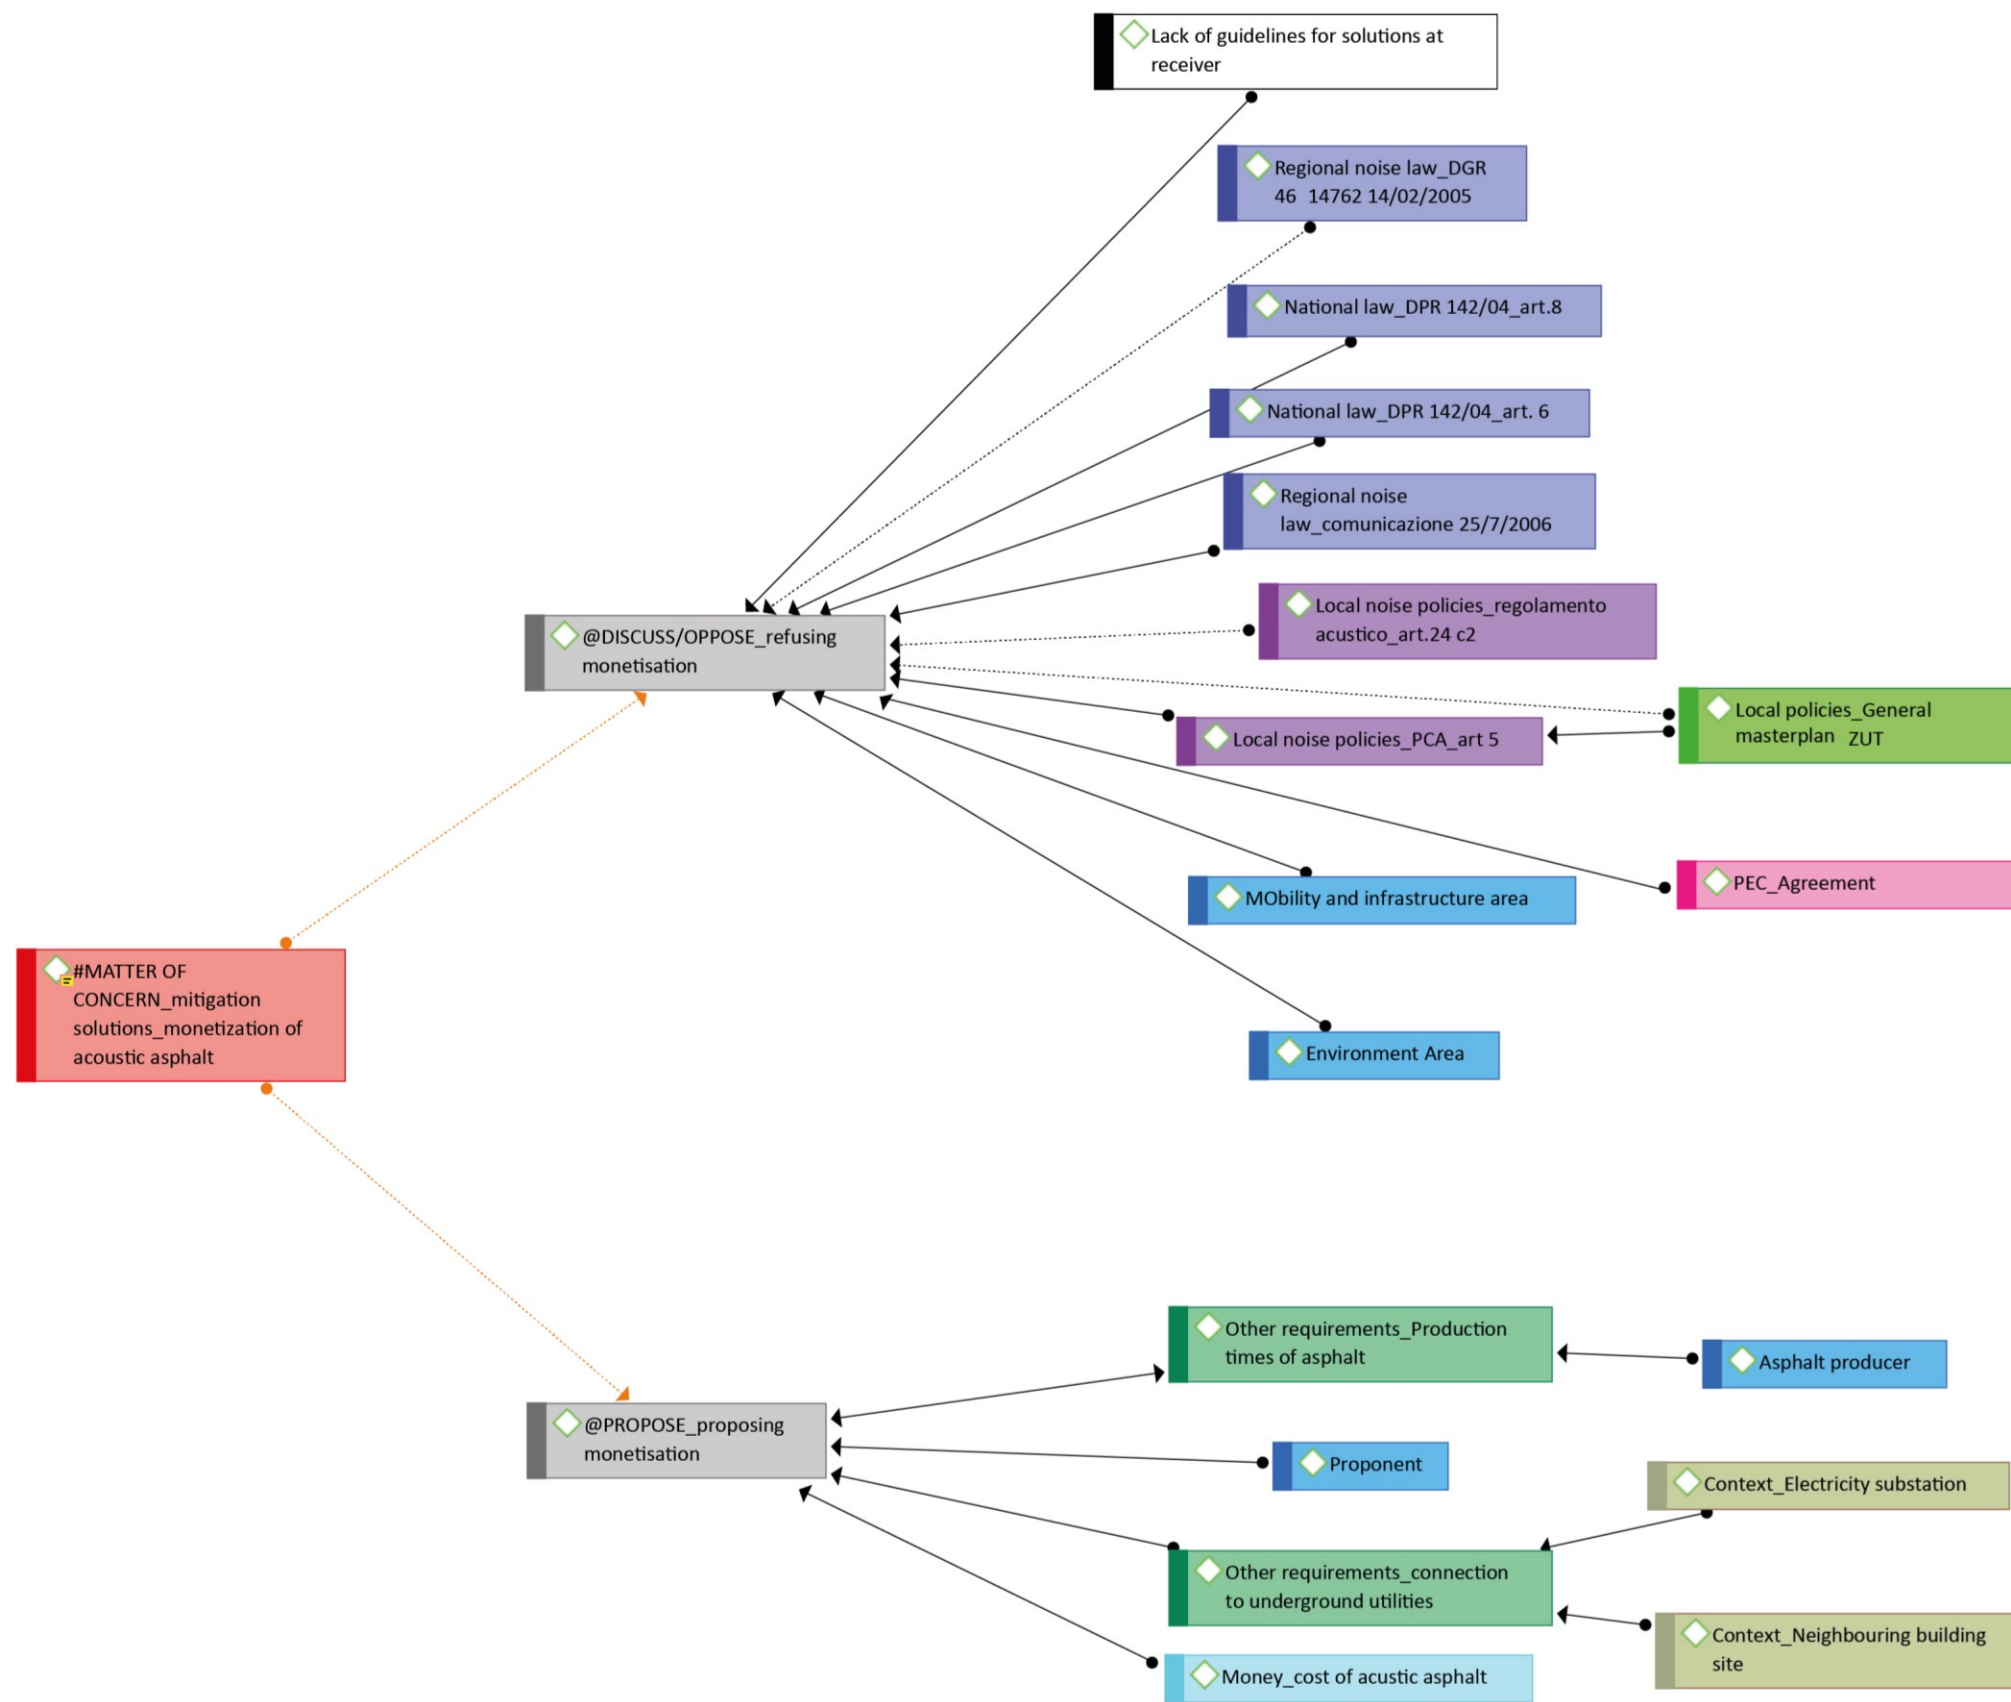 Lack of guidelines for solutions at
receiver
Regional noise law_DGR
46  14762 14/02/2005
National law_DPR 142/04_art.8
National law_DPR 142/04_art. 6
Regional noise
law_comunicazione 25/7/2006
Local noise policies_regolamento
acustico_art.24 c2
@DISCUSS/OPPOSE_refusing
monetisation
Local policies_General
masterplan  ZUT
Local noise policies_PCA_art 5
PEC_Agreement
MObility and infrastructure area
#MATTER OF
CONCERN_mitigation
solutions_monetization of
acoustic asphalt
Environment Area
Other requirements_Production
times of asphalt
Asphalt producer
@PROPOSE_proposing
monetisation
Proponent
Context_Electricity substation
Other requirements_connection
to underground utilities
Context_Neighbouring building
site
Money_cost of acustic asphalt